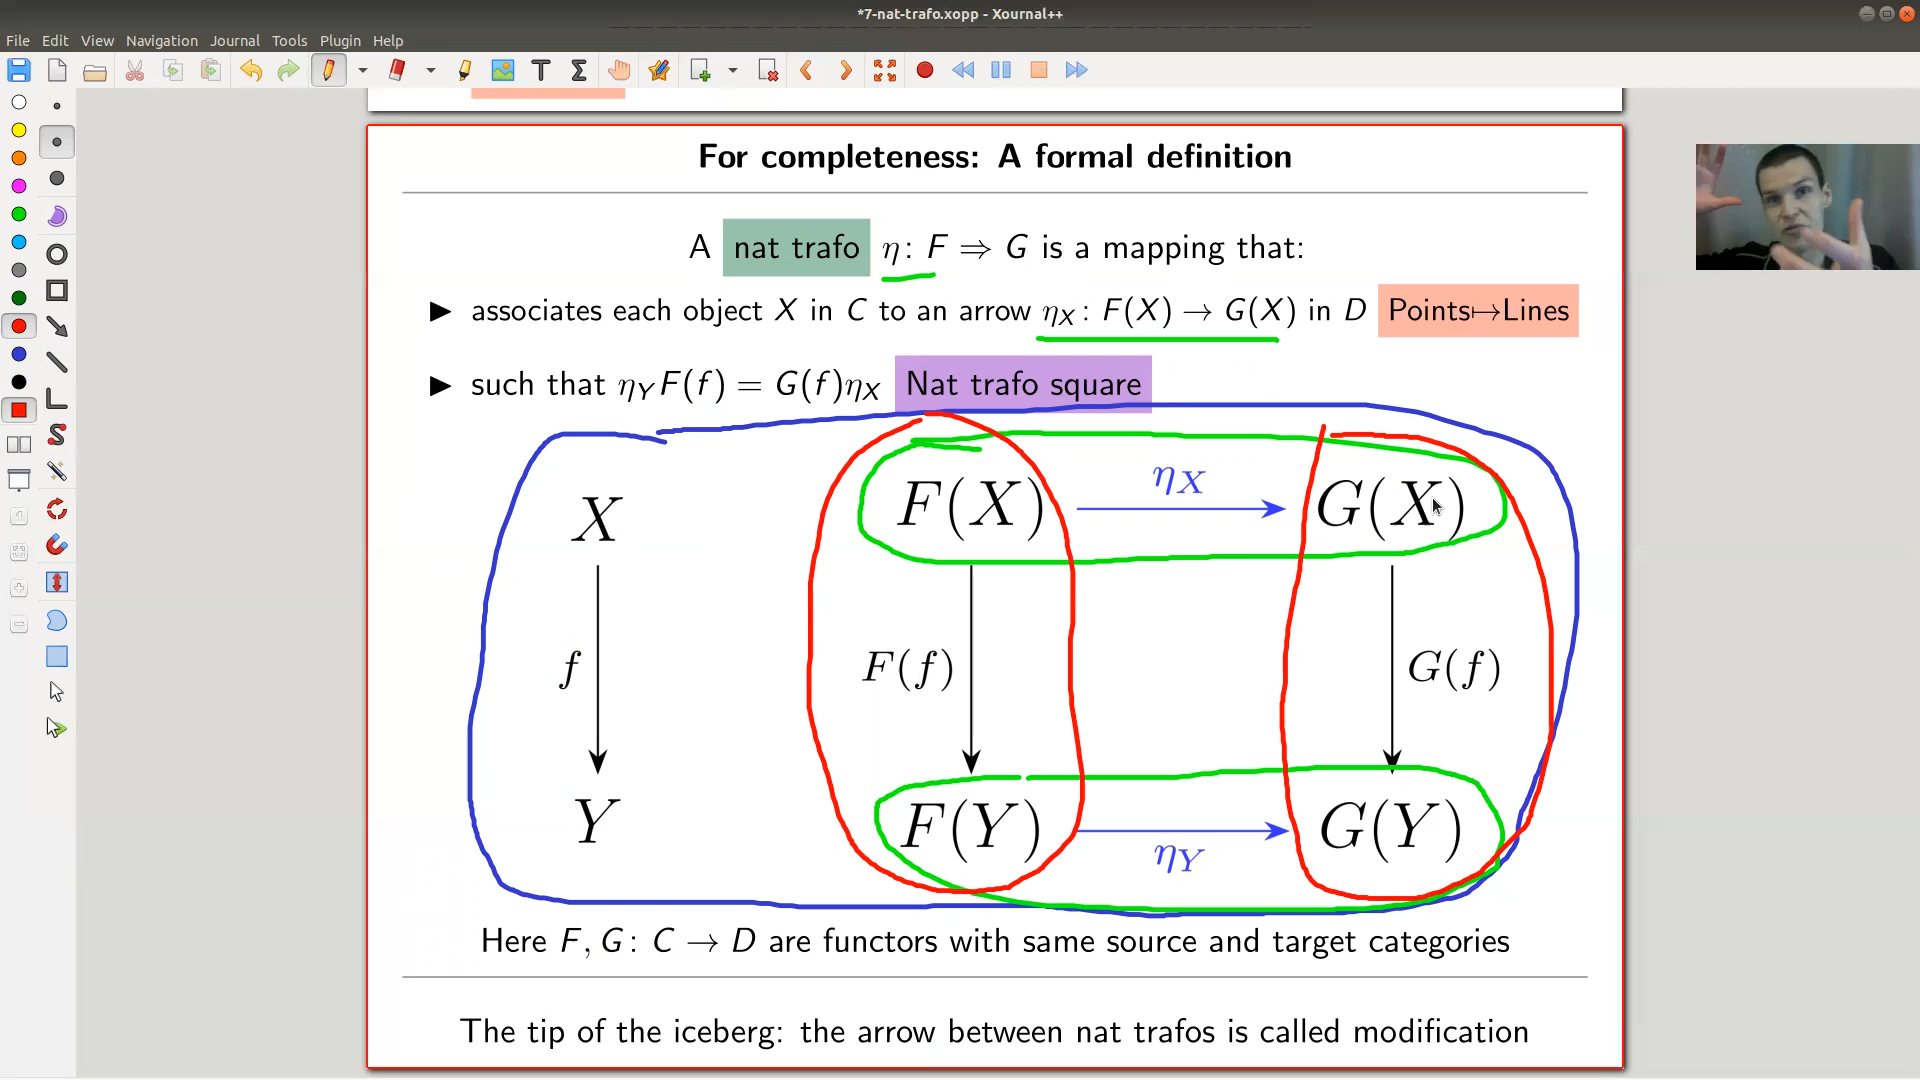 *7-nat-trafo.xopp - Xournal++
File Edit View Navigation Journal Tools Plugin Help
For completeness: A formal definition
A nat trafo η: F ⇒ G is a mapping that:
▶ associates each object X in C to an arrow η_X: F(X) → G(X) in D Points↦Lines
▶ such that η_Y F(f) = G(f)η_X Nat trafo square
X F(X) η_X G(X)
f F(f) G(f)
Y F(Y) η_Y G(Y)
Here F, G: C → D are functors with same source and target categories
The tip of the iceberg: the arrow between nat trafos is called modification